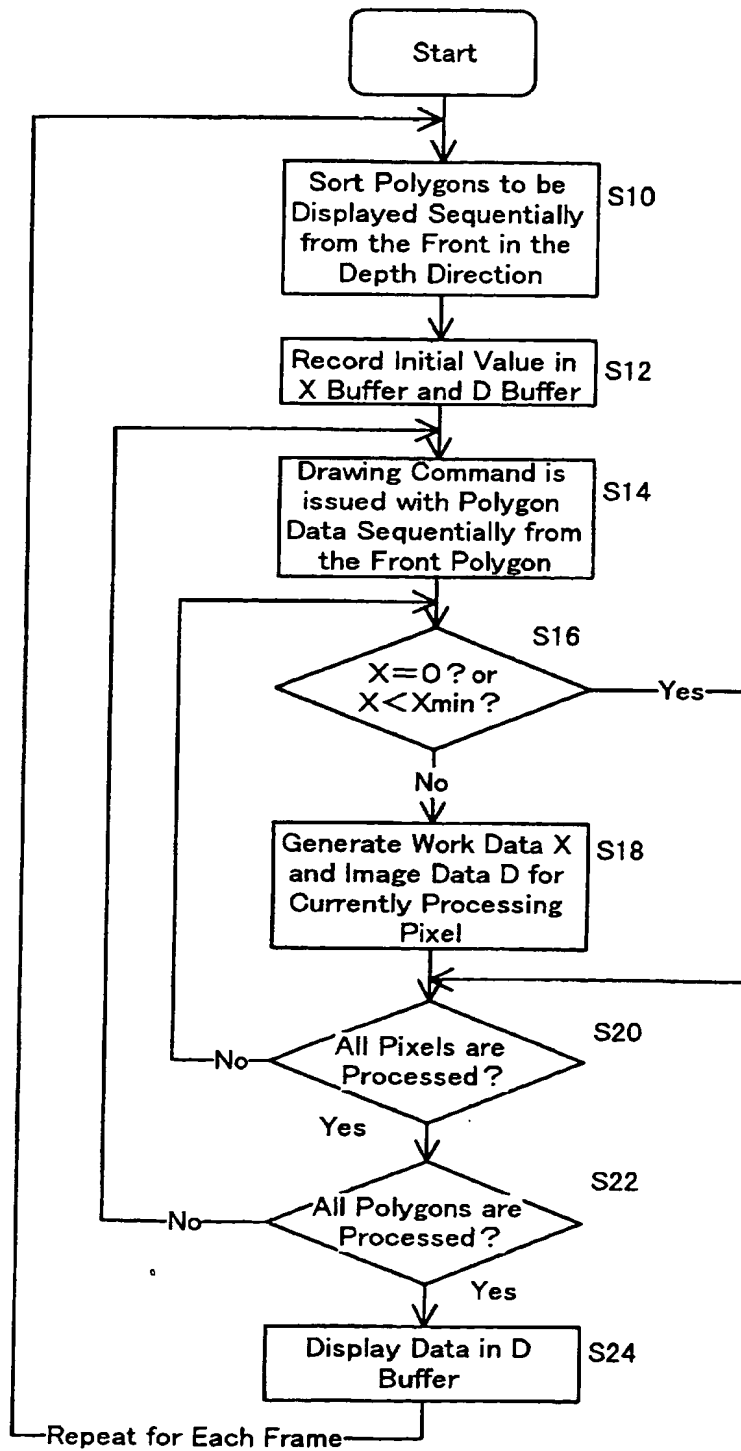 Start
Sort Polygons to be
Displayed Sequentially
from the Front in the
Depth Direction
S10
Record Initial Value in
X Buffer and D Buffer
S12
Drawing Command is
issued with Polygon
Data Sequentially from
the Front Polygon
S14
S16
X=0? or
X<Xmin?
Yes
No
Generate Work Data X
and Image Data D for
Currently Processing
Pixel
S18
S20
All Pixels are
Processed?
No
Yes
S22
All Polygons are
Processed?
No
Yes
Display Data in D
Buffer
S24
Repeat for Each Frame